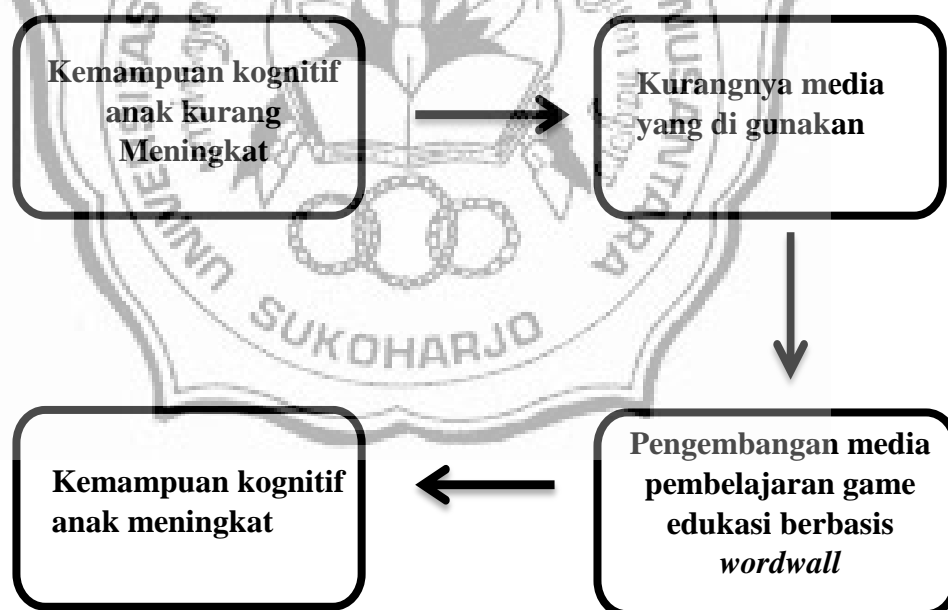 Kemampuan kognitif
anak kurang
Meningkat
Kurangnya media
yang di gunakan
Pengembangan media
pembelajaran game
edukasi berbasis
wordwall
Kemampuan kognitif
anak meningkat
UNIVERSITAS
SUKOHARJO